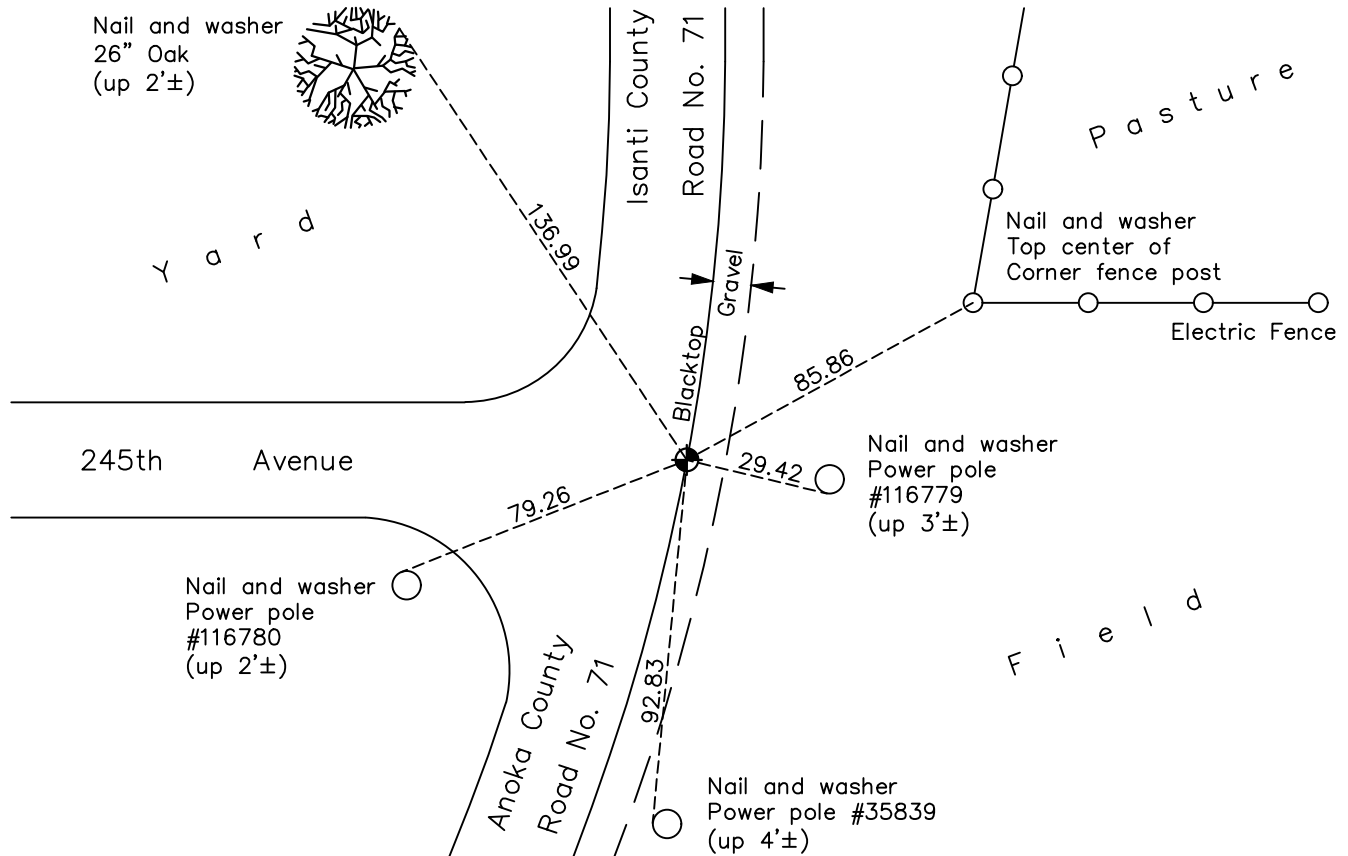 Nail and washer
26” Oak
(up 2'±)
Isanti County
Road No. 71
Pasture
Yard
136.99
Nail and washer
Top center of
Corner fence post
Gravel
Electric Fence
Blacktop
85.86
245th Avenue
29.42
Nail and washer
Power pole
#116779
(up 3'±)
79.26
Nail and washer
Power pole
#116780
(up 2'±)
Field
92.83
Anoka County
Road No. 71
Nail and washer
Power pole #35839
(up 4'±)